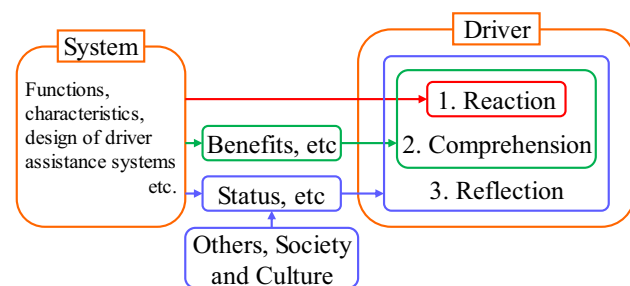 System
Driver
Functions,
characteristics,
design of driver
assistance systems
etc.
1. Reaction
Benefits, etc
2. Comprehension
Status, etc
3. Reflection
Others, Society
and Culture